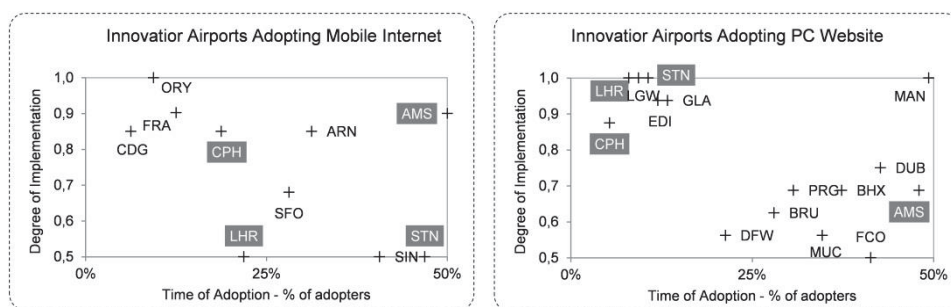 Innovatior Airports Adopting Mobile Internet
Degree of Implementation
1,0
0,9
0,8
0,7
0,6
0,5
ORY
FRA
CDG
CPH
ARN
AMS
SFO
LHR
SIN
STN
0%
25%
50%
Time of Adoption - % of adopters
Innovatior Airports Adopting PC Website
Degree of Implementation
1,0
0,9
0,8
0,7
0,6
0,5
LHR
LGW
STN
GLA
EDI
CPH
MAN
DUB
PRG
BHX
AMS
BRU
DFW
MUC
FCO
0%
25%
50%
Time of Adoption - % of adopters